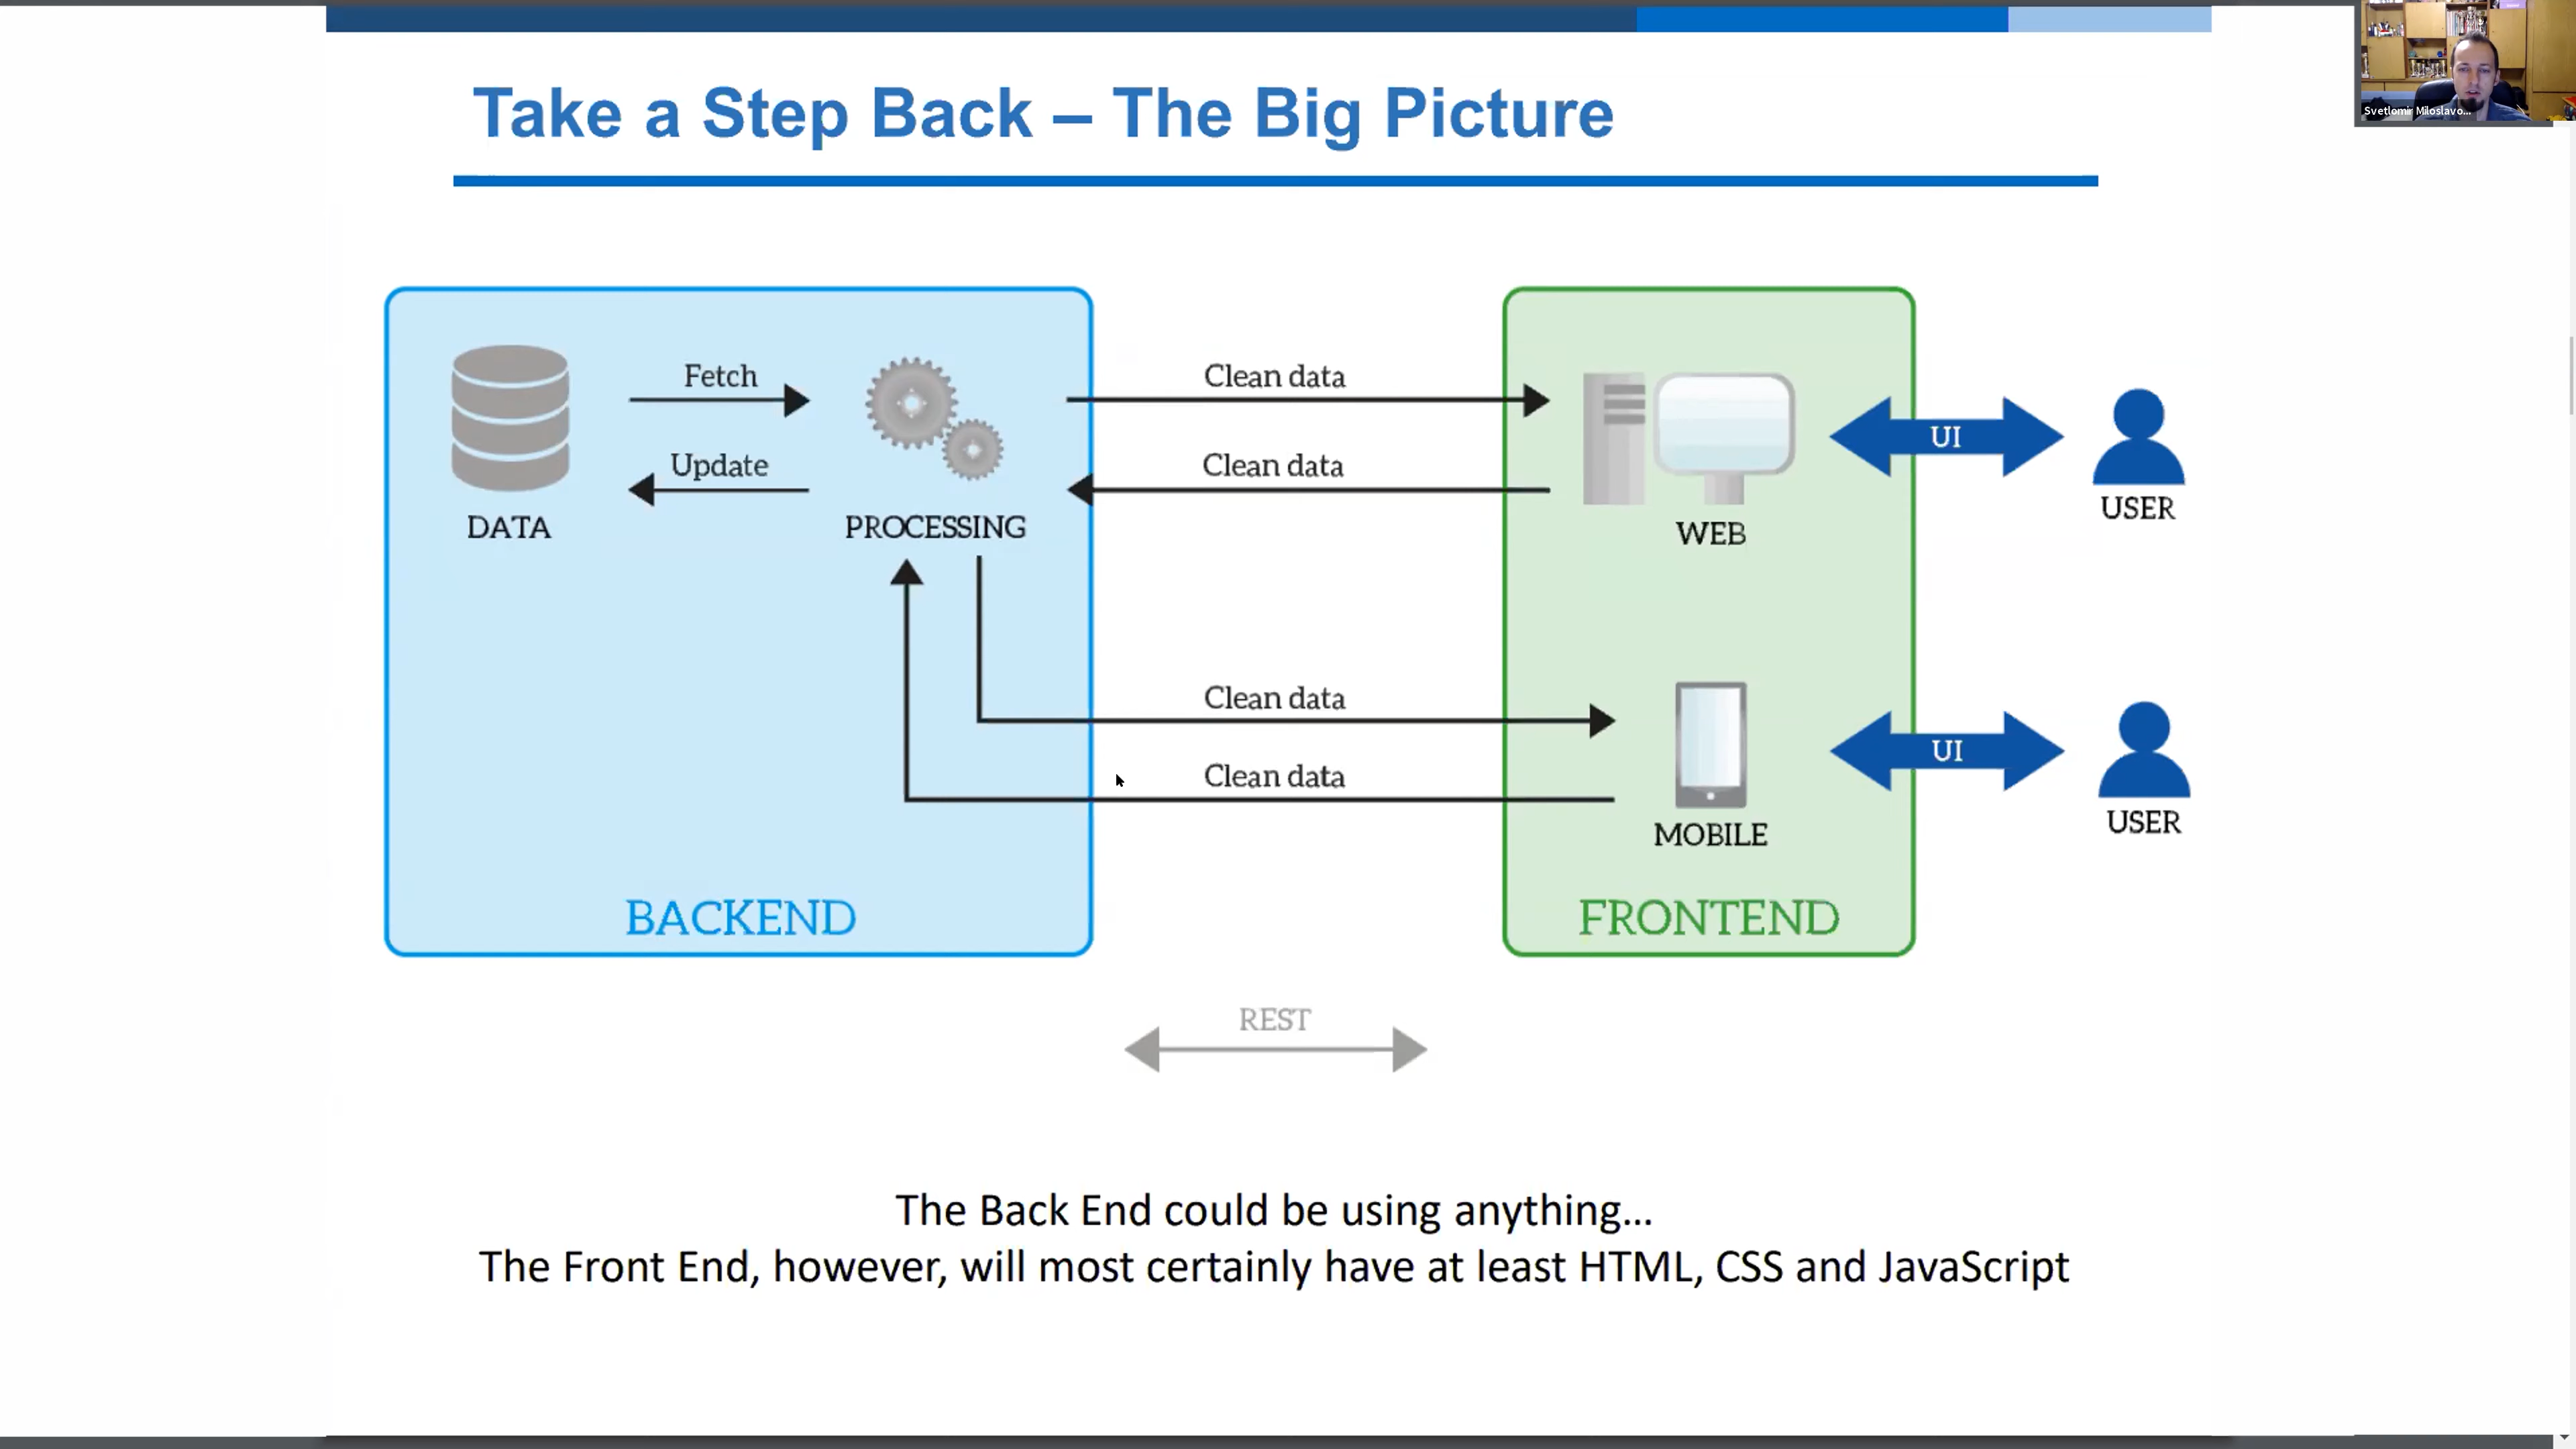 Take a Step Back – The Big Picture
Svetlomir Miloslavo...
Fetch
Clean data
UI
Update
Clean data
DATA
PROCESSING
WEB
USER
Clean data
UI
Clean data
MOBILE
USER
BACKEND
FRONTEND
REST
The Back End could be using anything...
The Front End, however, will most certainly have at least HTML, CSS and JavaScript